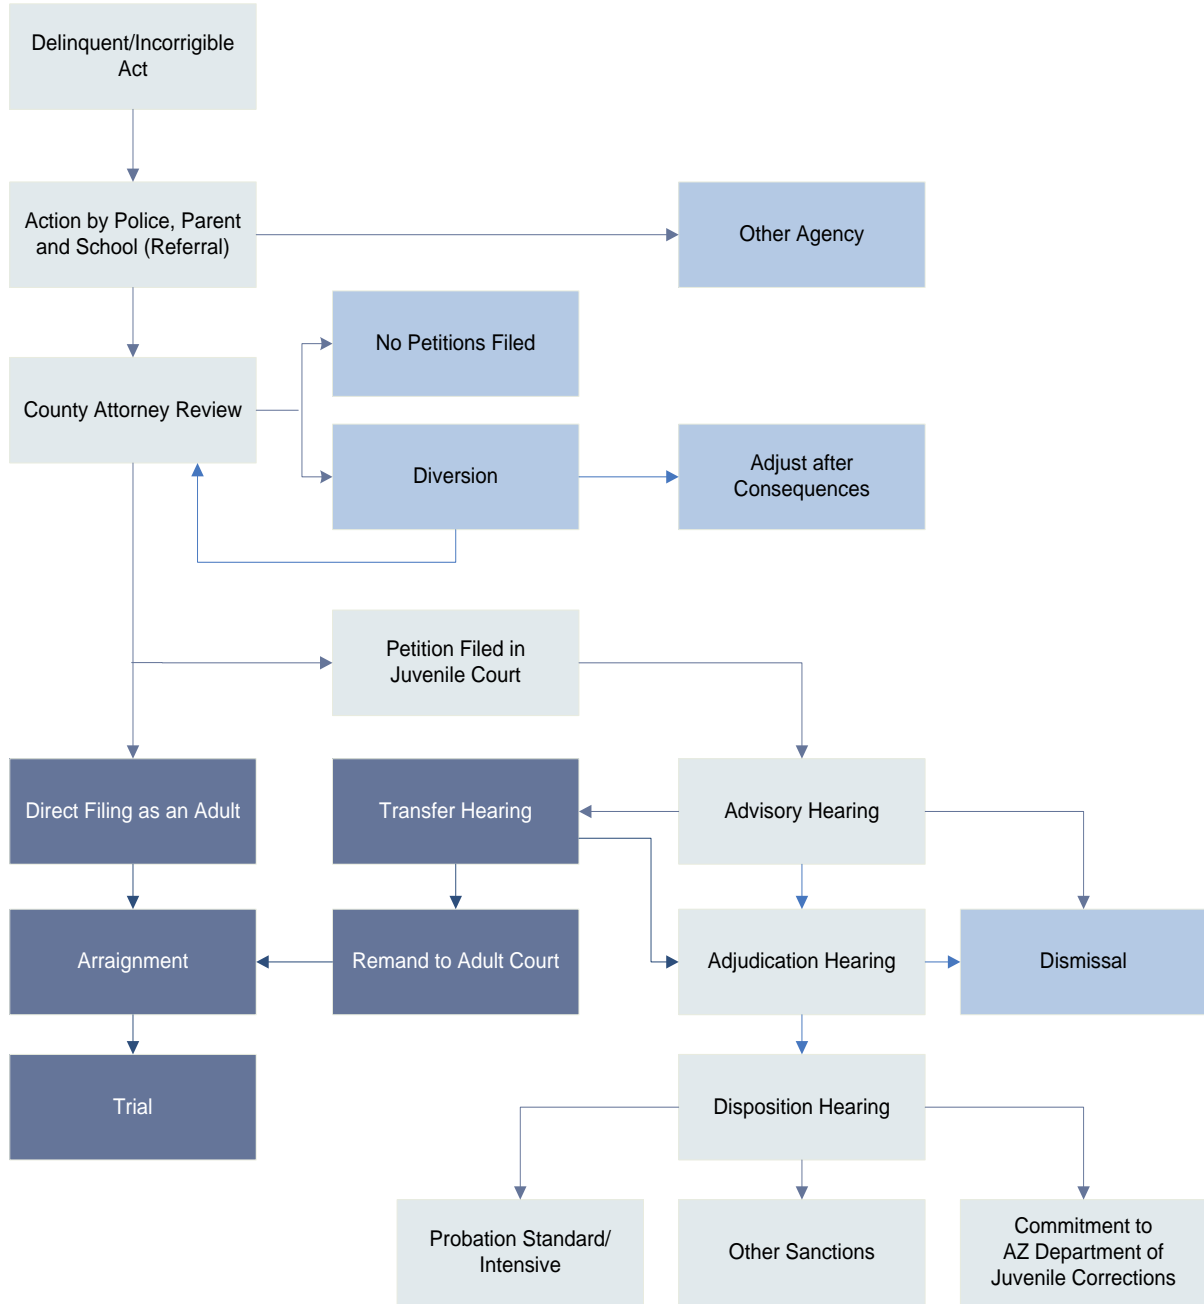 Delinquent/Incorrigible
Act
Action by Police, Parent
and School (Referral)
Other Agency
No Petitions Filed
County Attorney Review
Diversion
Adjust after
Consequences
Petition Filed in
Juvenile Court
Direct Filing as an Adult
Transfer Hearing
Advisory Hearing
Arraignment
Remand to Adult Court
Adjudication Hearing
Dismissal
Trial
Disposition Hearing
Probation Standard/
Intensive
Other Sanctions
Commitment to
AZ Department of
Juvenile Corrections